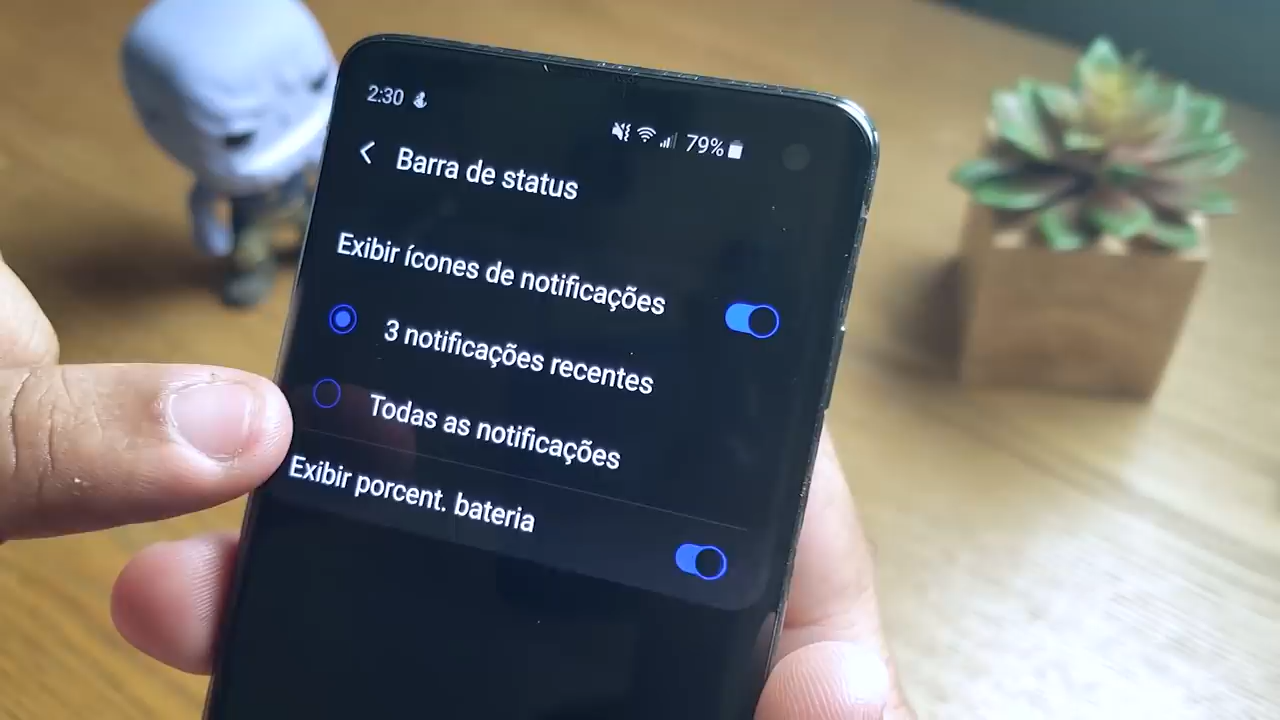 2:30
79%
Barra de status
Exibir ícones de notificações
3 notificações recentes
Todas as notificações
Exibir porcent. bateria